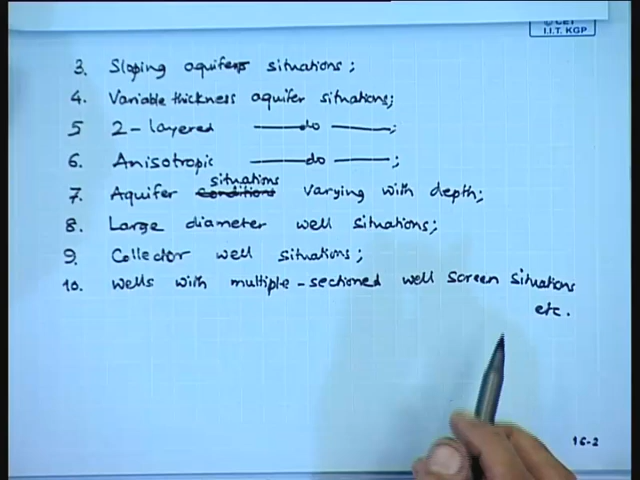 © CET
I.I.T. KGP
3. Sloping aquifers situations;
4. Variable thickness aquifer situations;
5 2-layered ——do——;
6. Anisotropic ——do——;
situations
7. Aquifer conditions varying with depth;
8. Large diameter well situations;
9. Collector well situations;
10. Wells with multiple-sectioned well screen situations
etc.
16-2